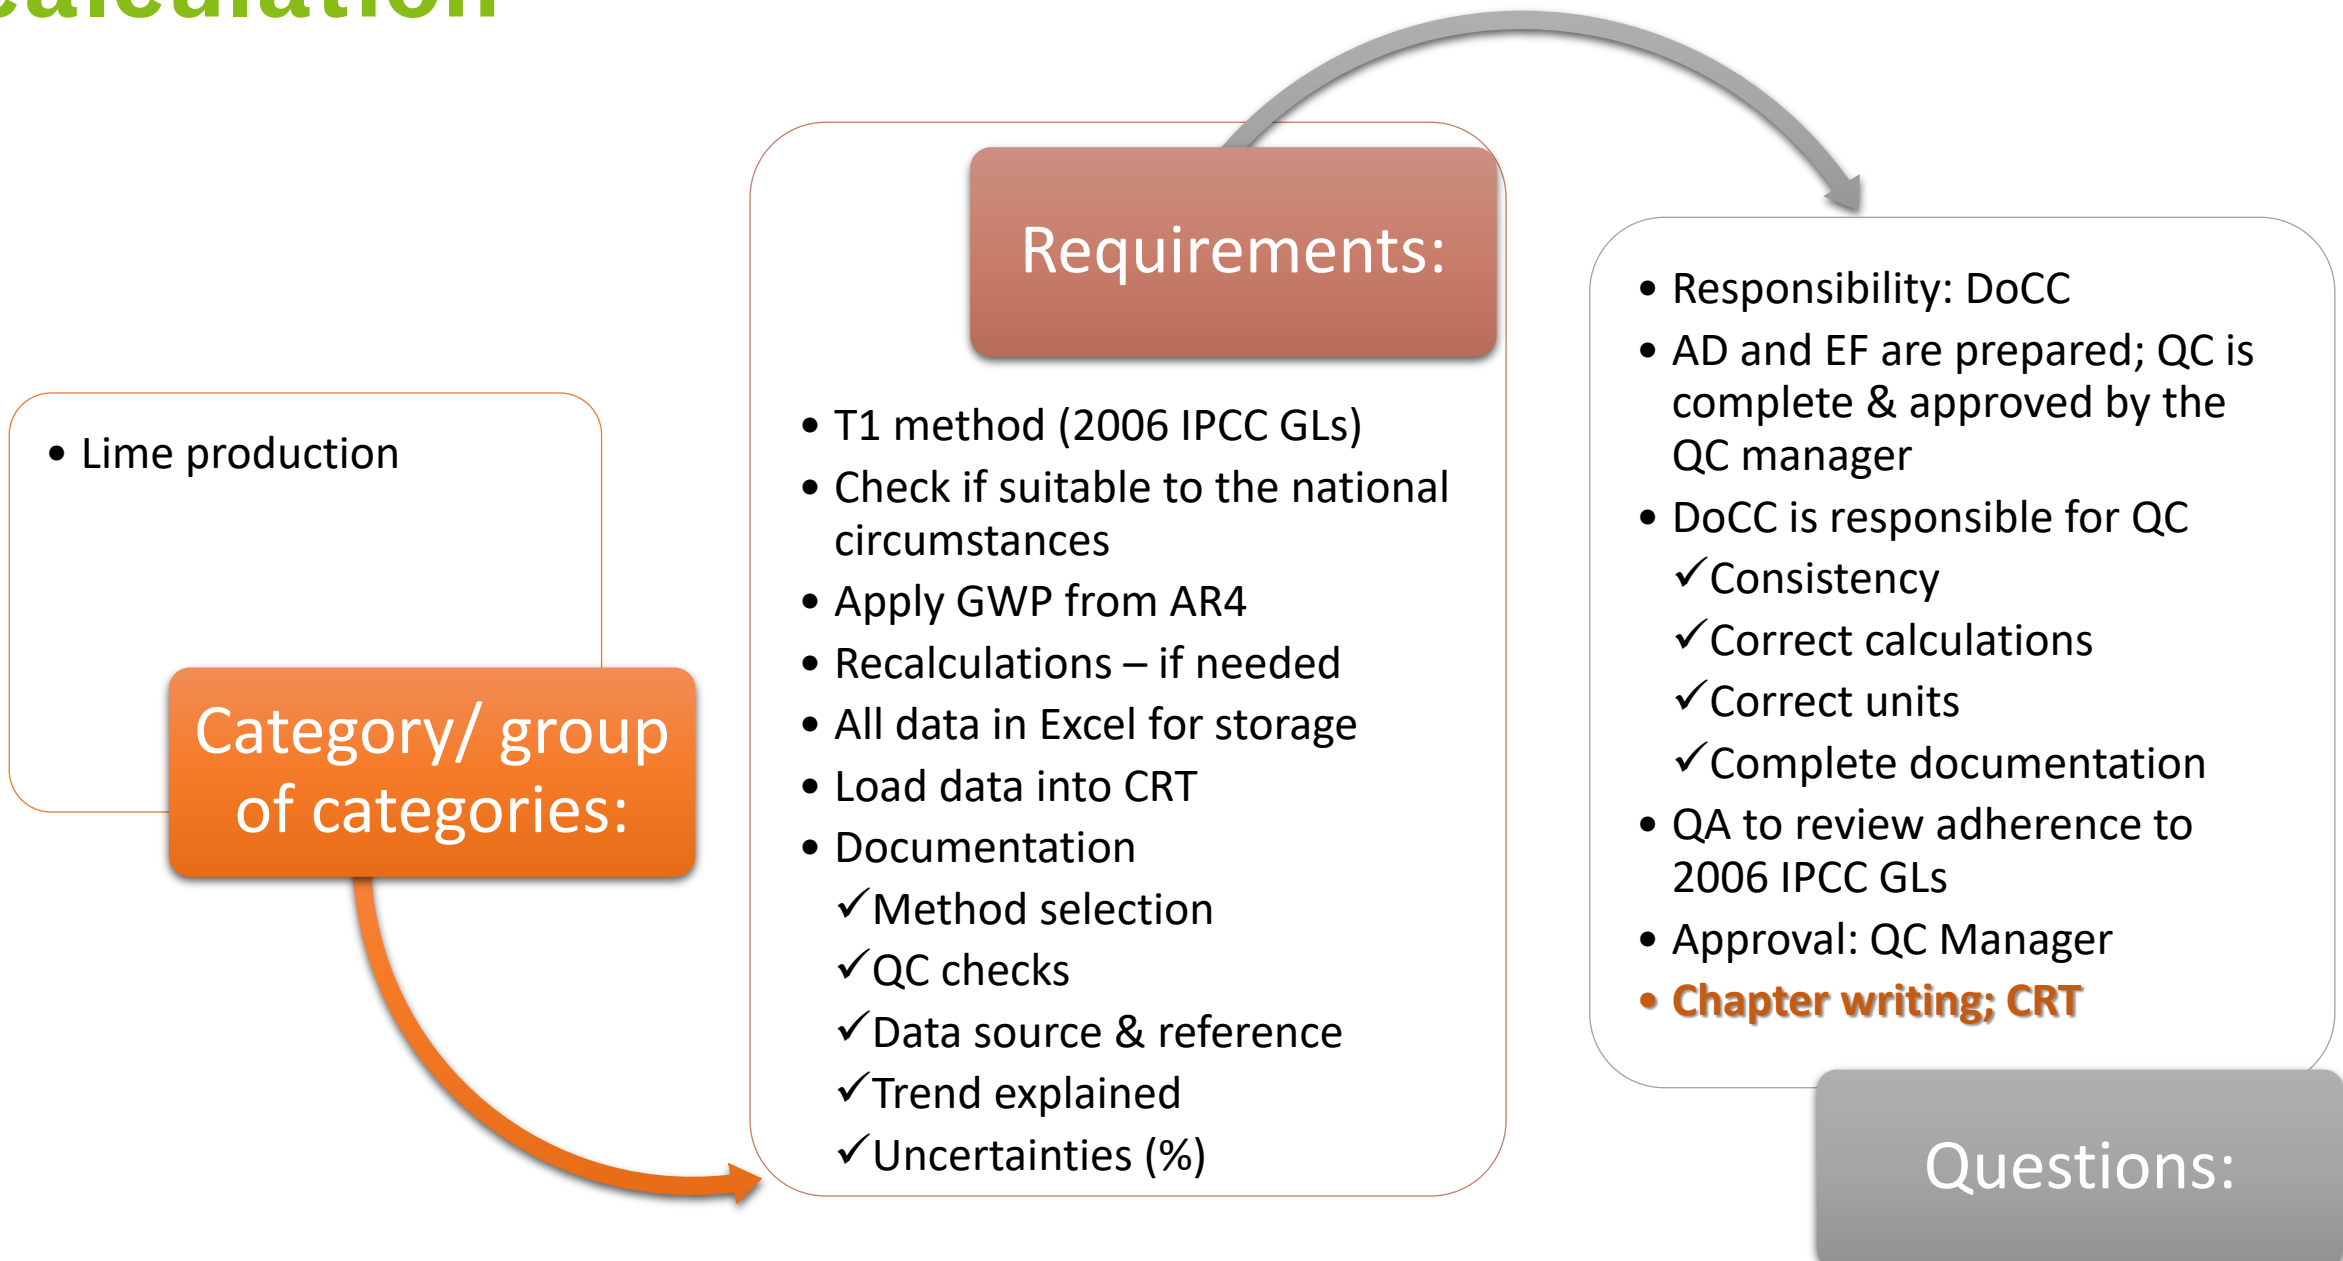 calculation
• Lime production
Category/ group
of categories:
Requirements:
• T1 method (2006 IPCC GLs)
• Check if suitable to the national
circumstances
• Apply GWP from AR4
• Recalculations – if needed
• All data in Excel for storage
• Load data into CRT
• Documentation
✓Method selection
✓QC checks
✓Data source & reference
✓Trend explained
✓Uncertainties (%)
• Responsibility: DoCC
• AD and EF are prepared; QC is
complete & approved by the
QC manager
• DoCC is responsible for QC
✓Consistency
✓Correct calculations
✓Correct units
✓Complete documentation
• QA to review adherence to
2006 IPCC GLs
• Approval: QC Manager
• Chapter writing; CRT
Questions: